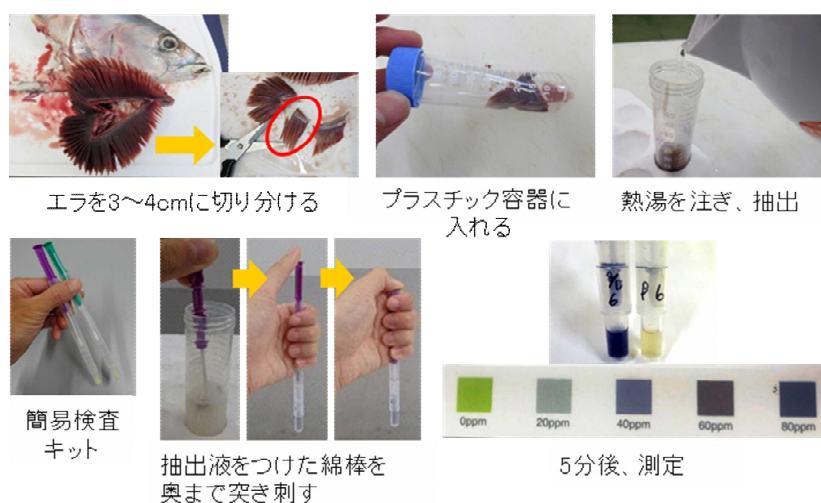 エラを3～4cmに切り分ける
プラスチック容器に
入れる
熱湯を注ぎ、抽出
簡易検査
キット
抽出液をつけた綿棒を
奥まで突き刺す
6
P 6
0ppm
20ppm
40ppm
60ppm
80ppm
5分後、測定